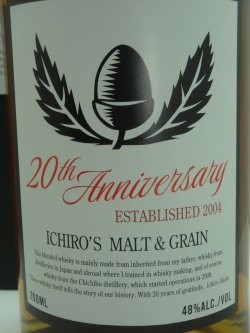 20th Anniversary
ESTABLISHED 2004
ICHIRO'S MALT & GRAIN
This blended whisky is mainly made from inherited from my father, whisky from
distilleries in Japan and abroad where I trained in whisky making, and of course
whisky from the Chichibu distillery, which started operations in 2008.
These whisky itself tells the story of our history. With 20 years of gratitude. Ichiro Akuto
700ML
48%ALC./VOL